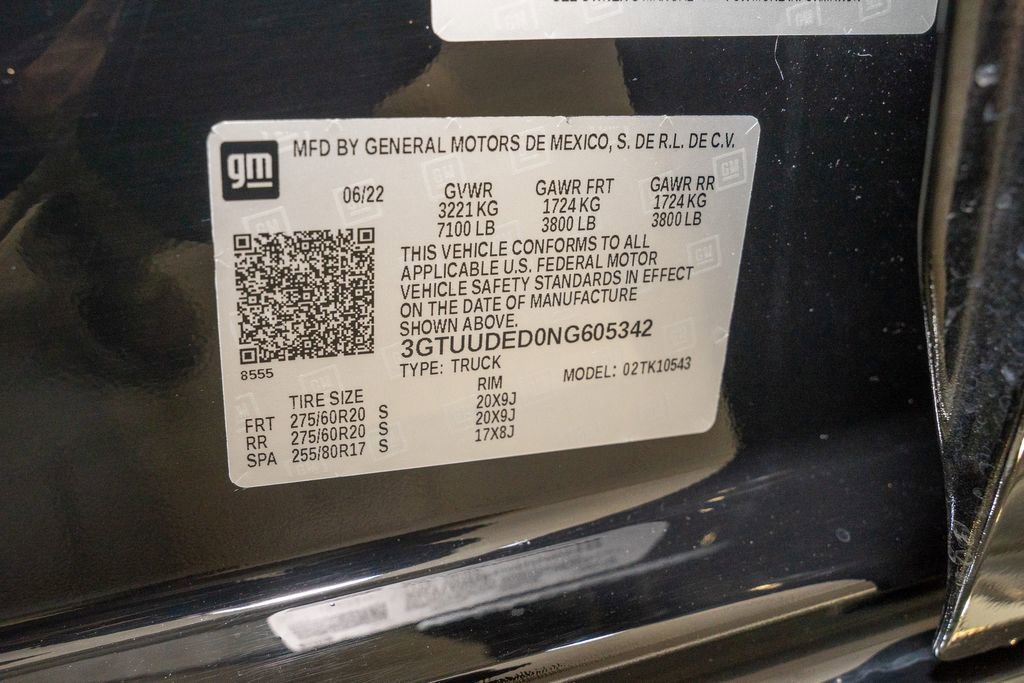 gm
MFD BY GENERAL MOTORS DE MEXICO, S. DE R.L. DE C.V.
06/22
GVWR GAWR FRT GAWR RR
3221 KG 1724 KG 1724 KG
7100 LB 3800 LB 3800 LB
THIS VEHICLE CONFORMS TO ALL
APPLICABLE U.S. FEDERAL MOTOR
VEHICLE SAFETY STANDARDS IN EFFECT
ON THE DATE OF MANUFACTURE
SHOWN ABOVE.
3GTUUDED0NG605342
TYPE: TRUCK MODEL: 02TK10543
8555
TIRE SIZE RIM
FRT 275/60R20 S 20X9J
RR 275/60R20 S 20X9J
SPA 255/80R17 S 17X8J